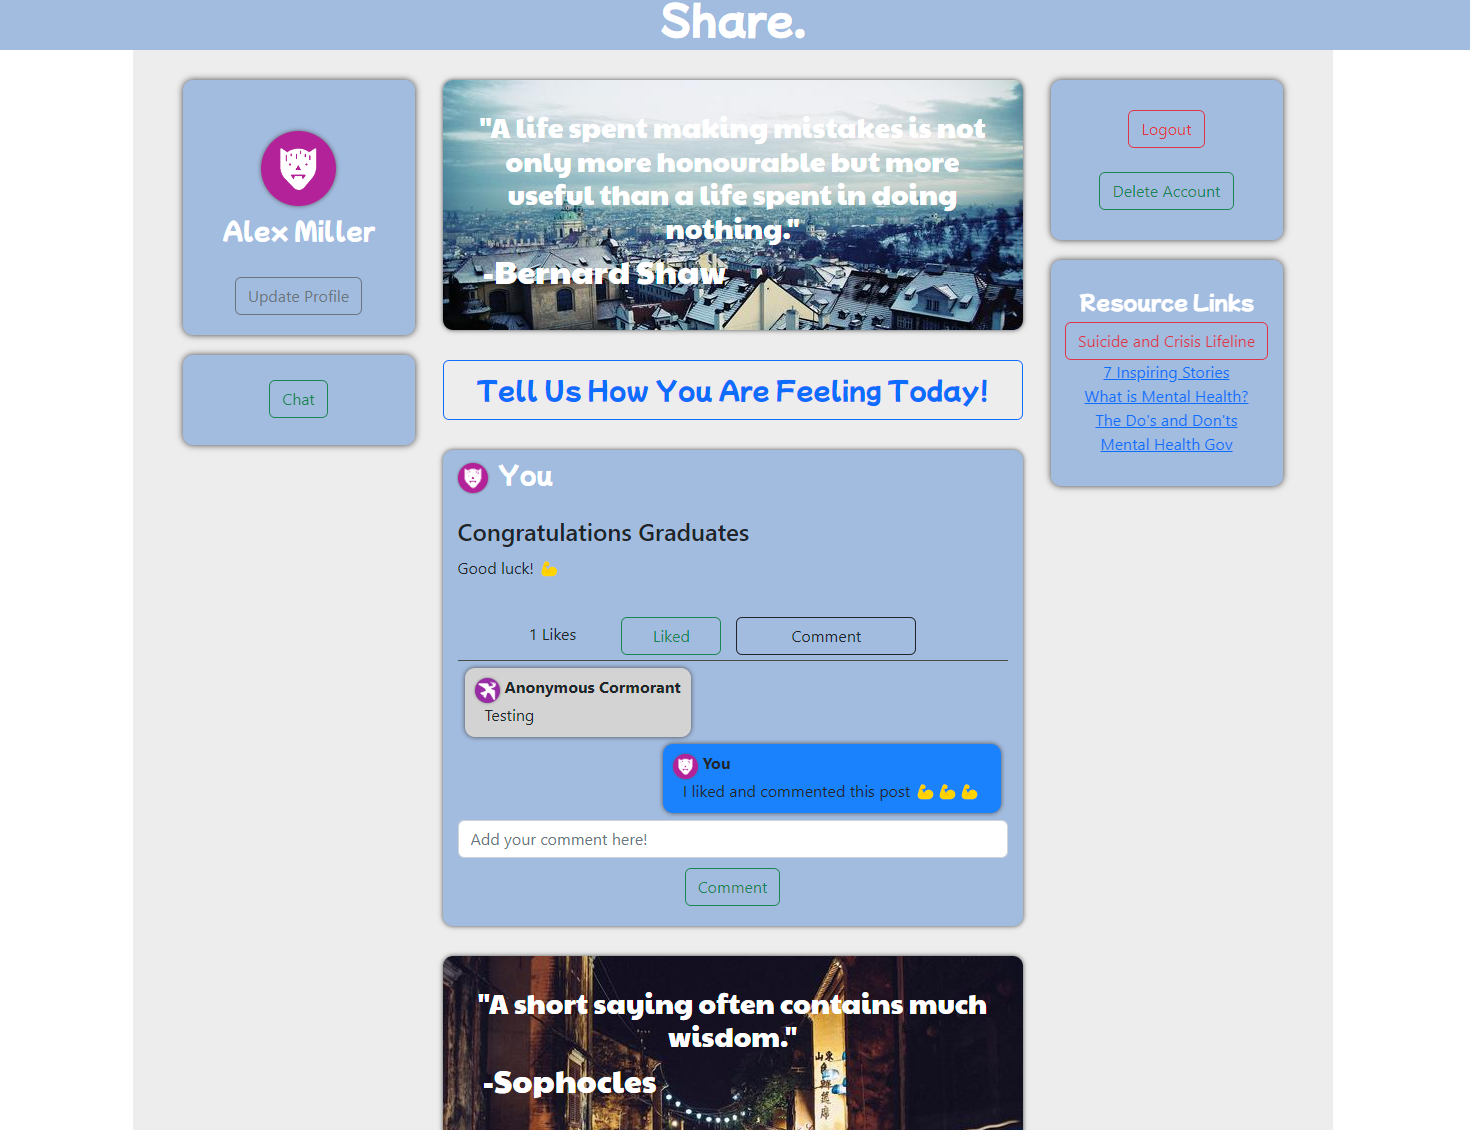 Share.
Alex Miller
Update Profile
Chat
"A life spent making mistakes is not
only more honourable but more
useful than a life spent in doing
nothing."
-Bernard Shaw
Tell Us How You Are Feeling Today!
You
Congratulations Graduates
Good luck! 💪
1 Likes
Liked
Comment
Anonymous Cormorant
Testing
You
I liked and commented this post 💪💪💪
Add your comment here!
Comment
"A short saying often contains much
wisdom."
-Sophocles
Logout
Delete Account
Resource Links
Suicide and Crisis Lifeline
7 Inspiring Stories
What is Mental Health?
The Do's and Don'ts
Mental Health Gov